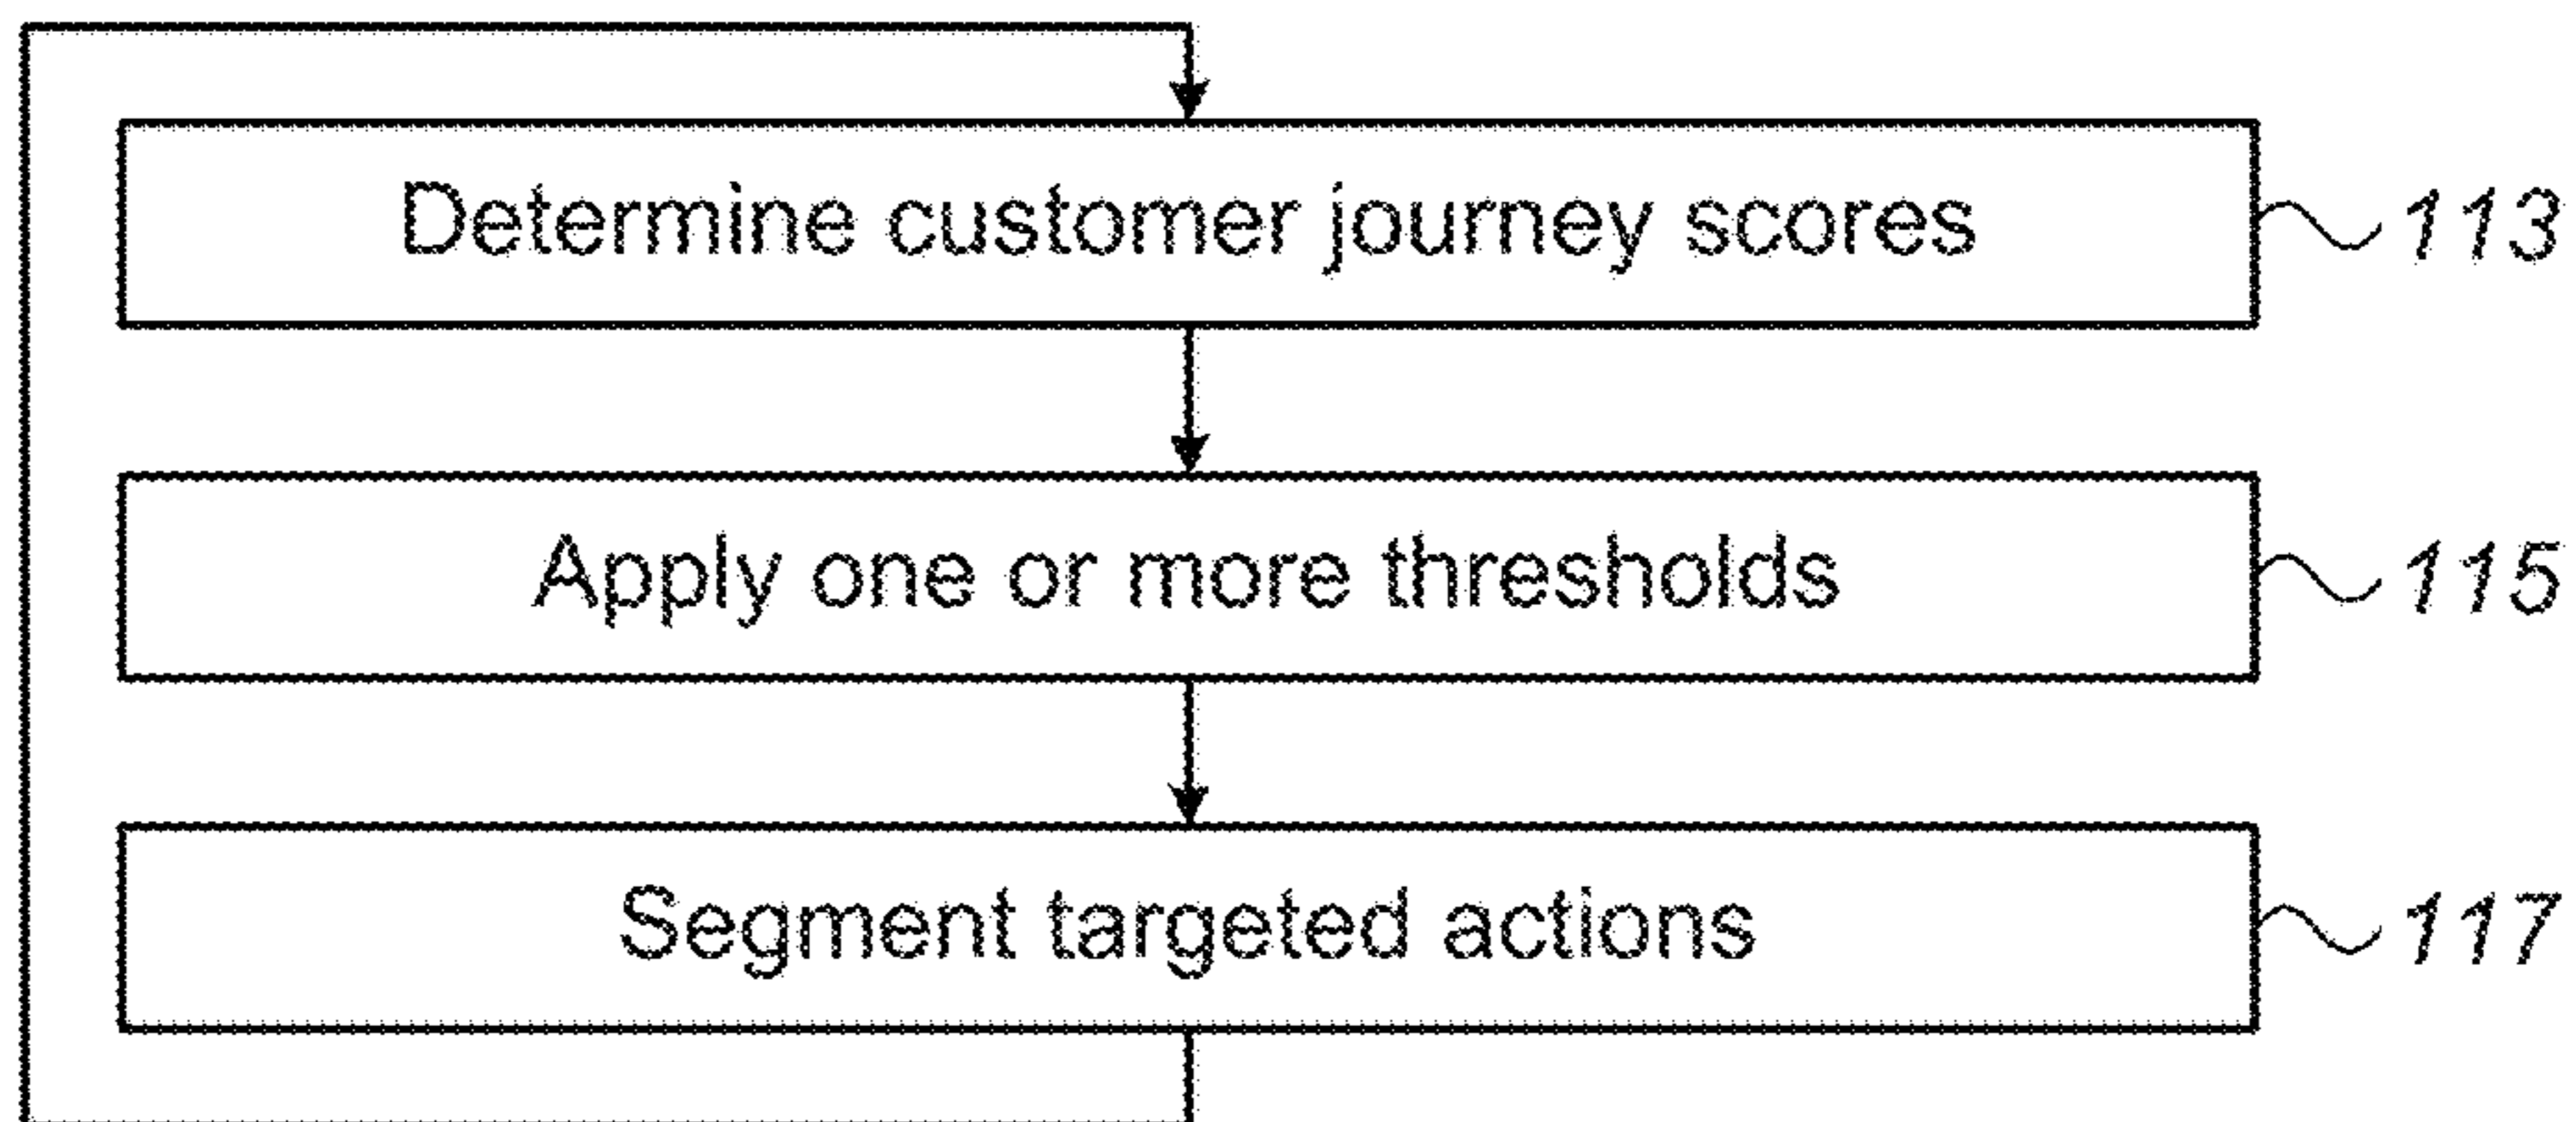 Determine customer journey scores 113
Apply one or more thresholds 115
Segment targeted actions 117